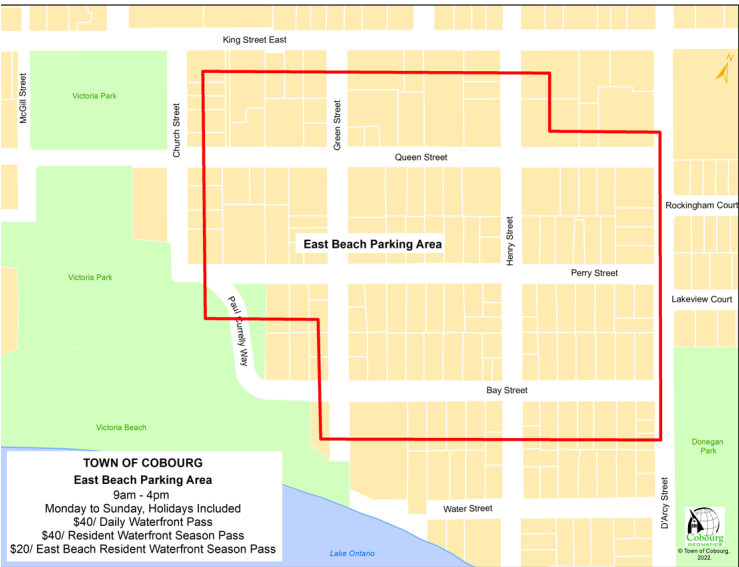 King Street East
McGill Street
Victoria Park
Church Street
Green Street
N
Queen Street
Rockingham Court
Henry Street
East Beach Parking Area
Perry Street
Victoria Park
Lakeview Court
Paul Currelly Way
Bay Street
Victoria Beach
Donegan
Park
TOWN OF COBOURG
East Beach Parking Area
9am - 4pm
Monday to Sunday, Holidays Included
$40/ Daily Waterfront Pass
$40/ Resident Waterfront Season Pass
$20/ East Beach Resident Waterfront Season Pass
Water Street
D'Arcy Street
Lake Ontario
Cobourg
GEOMATICS
© Town of Cobourg,
2022.